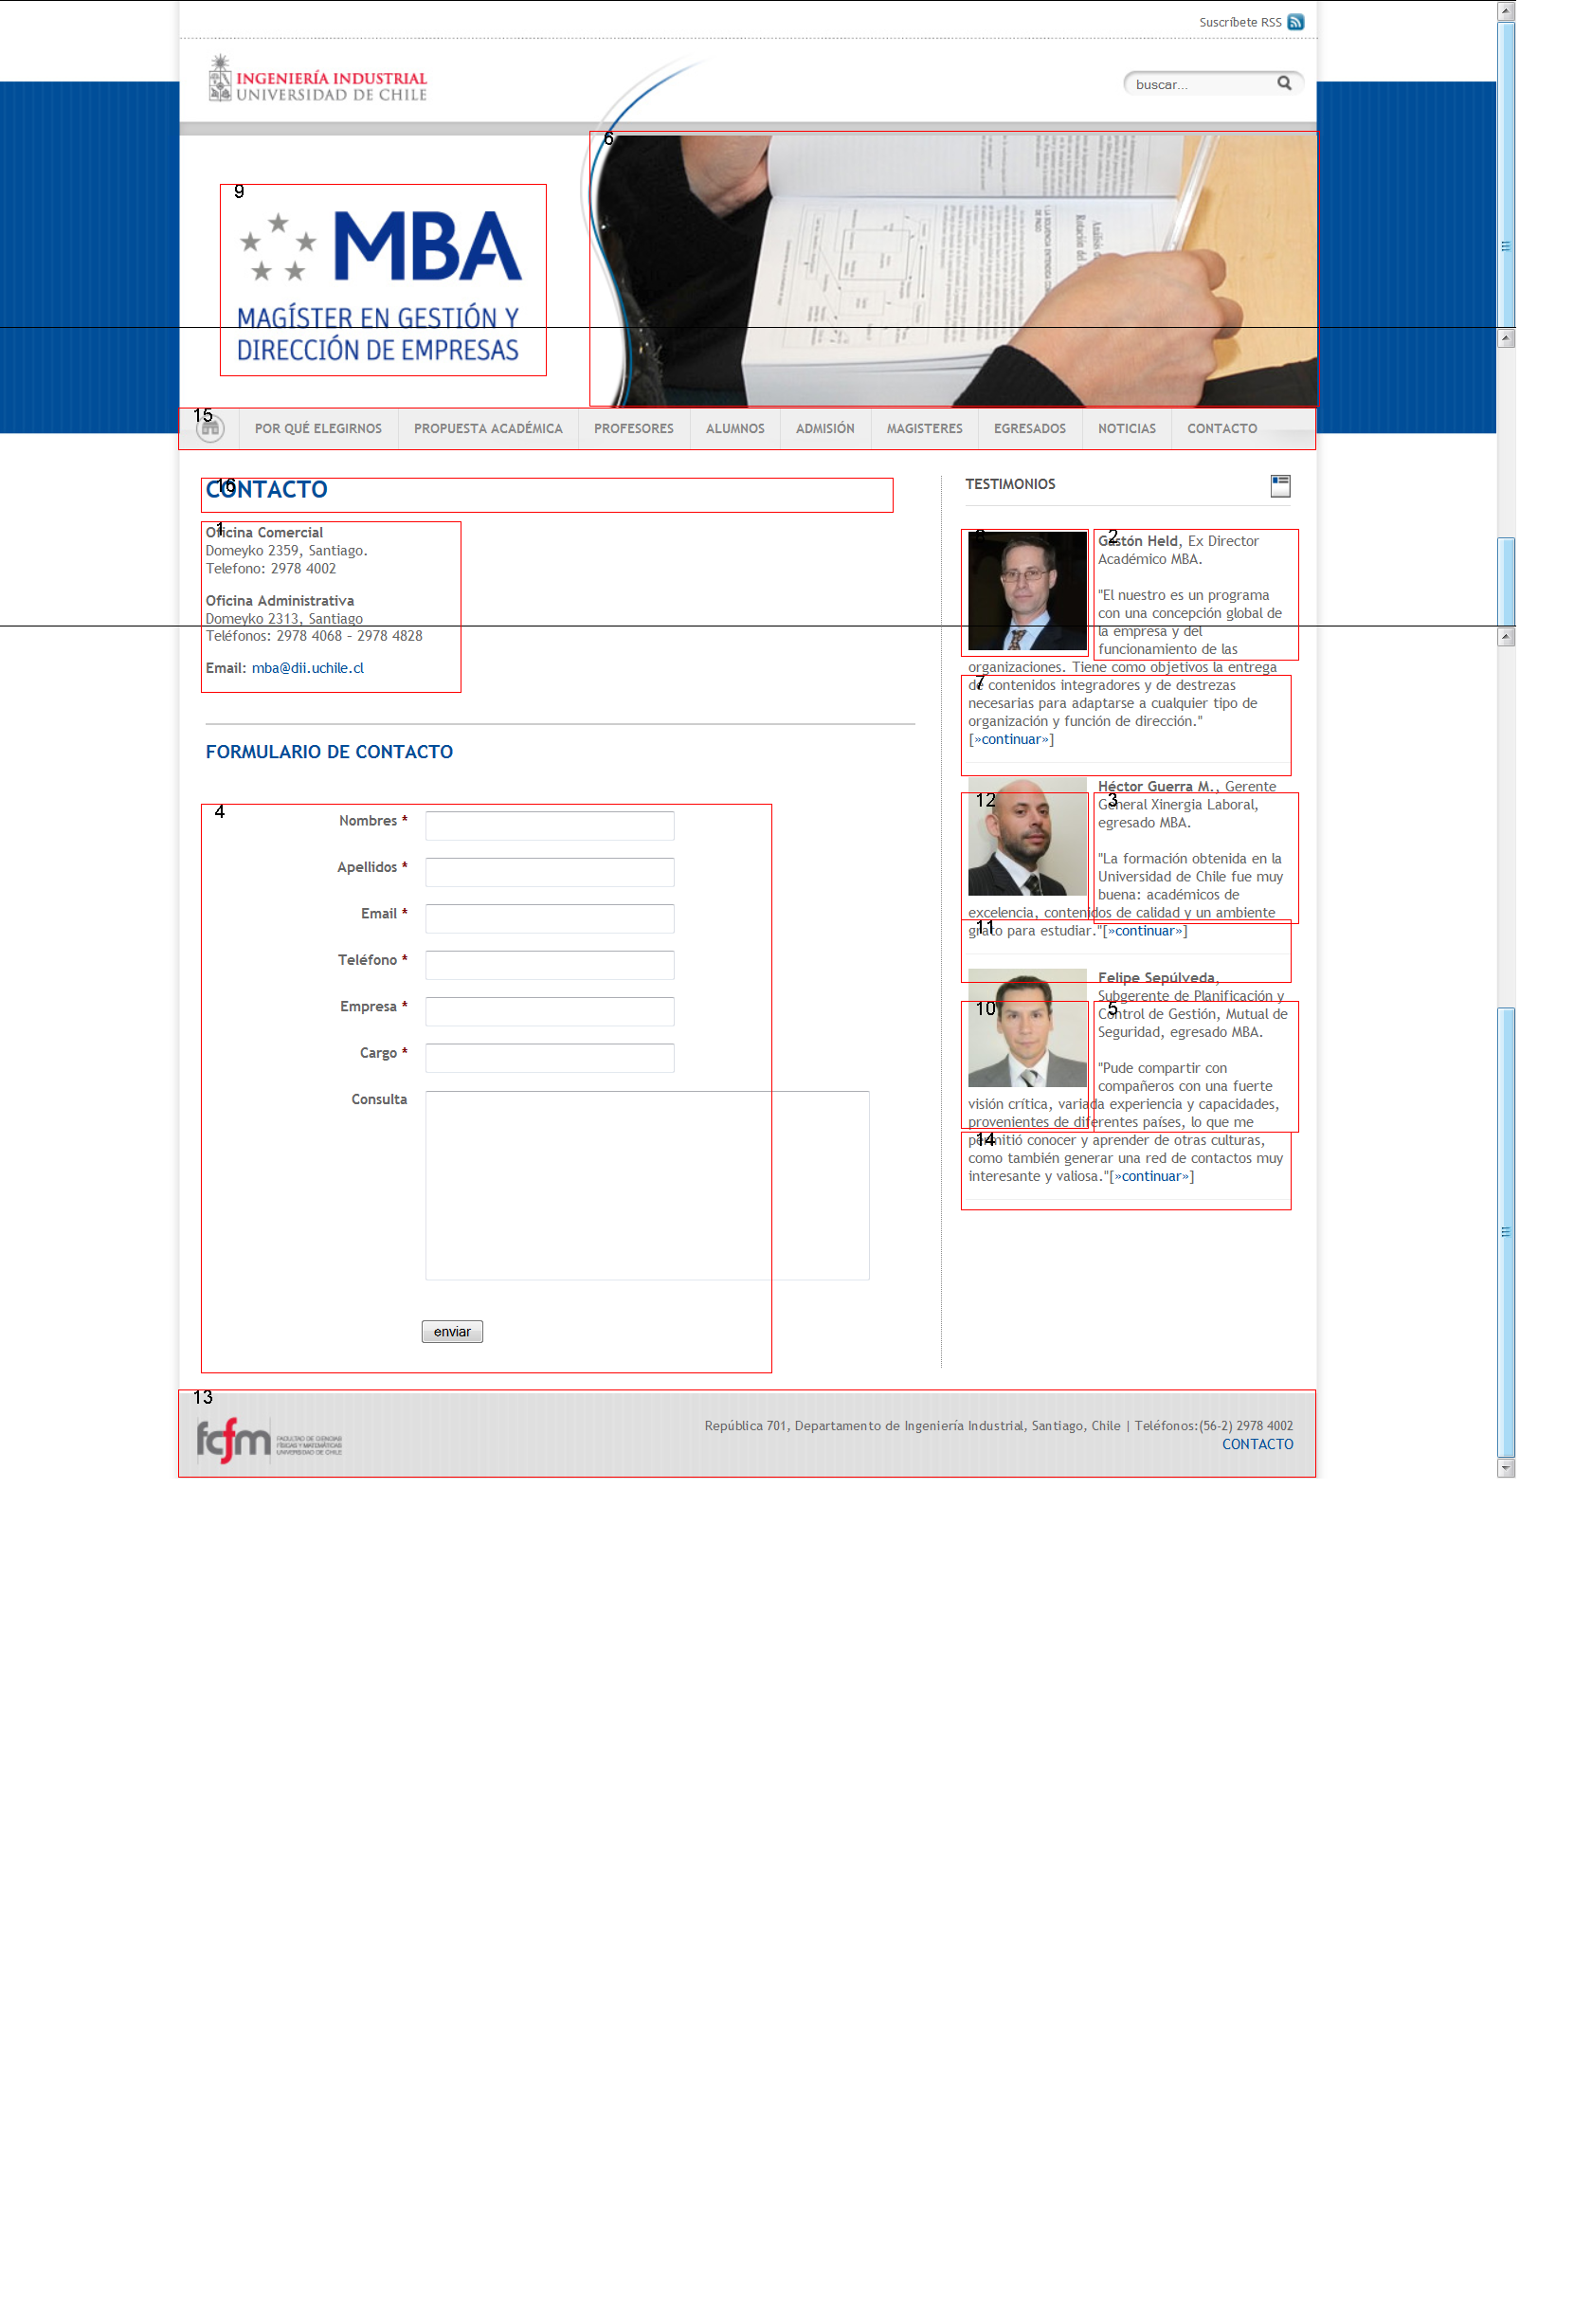 Suscríbete RSS
INGENIERÍA INDUSTRIAL
UNIVERSIDAD DE CHILE
buscar...
6
9
MBA
MAGÍSTER EN GESTIÓN Y
DIRECCIÓN DE EMPRESAS
15
POR QUÉ ELEGIRNOS PROPUESTA ACADÉMICA PROFESORES ALUMNOS ADMISIÓN MAGISTERES EGRESADOS NOTICIAS CONTACTO
16
CONTACTO
1
Oficina Comercial
Domeyko 2359, Santiago.
Telefono: 2978 4002
Oficina Administrativa
Domeyko 2313, Santiago
Teléfonos: 2978 4068 - 2978 4828
Email: mba@dii.uchile.cl
FORMULARIO DE CONTACTO
4
Nombres *
Apellidos *
Email *
Teléfono *
Empresa *
Cargo *
Consulta
enviar
TESTIMONIOS
2
Gastón Held, Ex Director
Académico MBA.
"El nuestro es un programa
con una concepción global de
la empresa y del
funcionamiento de las
organizaciones. Tiene como objetivos la entrega
7
de contenidos integradores y de destrezas
necesarias para adaptarse a cualquier tipo de
organización y función de dirección."
[»continuar»]
12
3
Héctor Guerra M., Gerente
General Xinergia Laboral,
egresado MBA.
"La formación obtenida en la
Universidad de Chile fue muy
buena: académicos de
excelencia, contenidos de calidad y un ambiente
11
grato para estudiar."[»continuar»]
10
5
Felipe Sepúlveda,
Subgerente de Planificación y
Control de Gestión, Mutual de
Seguridad, egresado MBA.
"Pude compartir con
compañeros con una fuerte
visión crítica, variada experiencia y capacidades,
provenientes de diferentes países, lo que me
14
permitió conocer y aprender de otras culturas,
como también generar una red de contactos muy
interesante y valiosa."[»continuar»]
13
fcfm
FACULTAD DE CIENCIAS
FÍSICAS Y MATEMÁTICAS
UNIVERSIDAD DE CHILE
República 701, Departamento de Ingeniería Industrial, Santiago, Chile | Teléfonos:(56-2) 2978 4002
CONTACTO